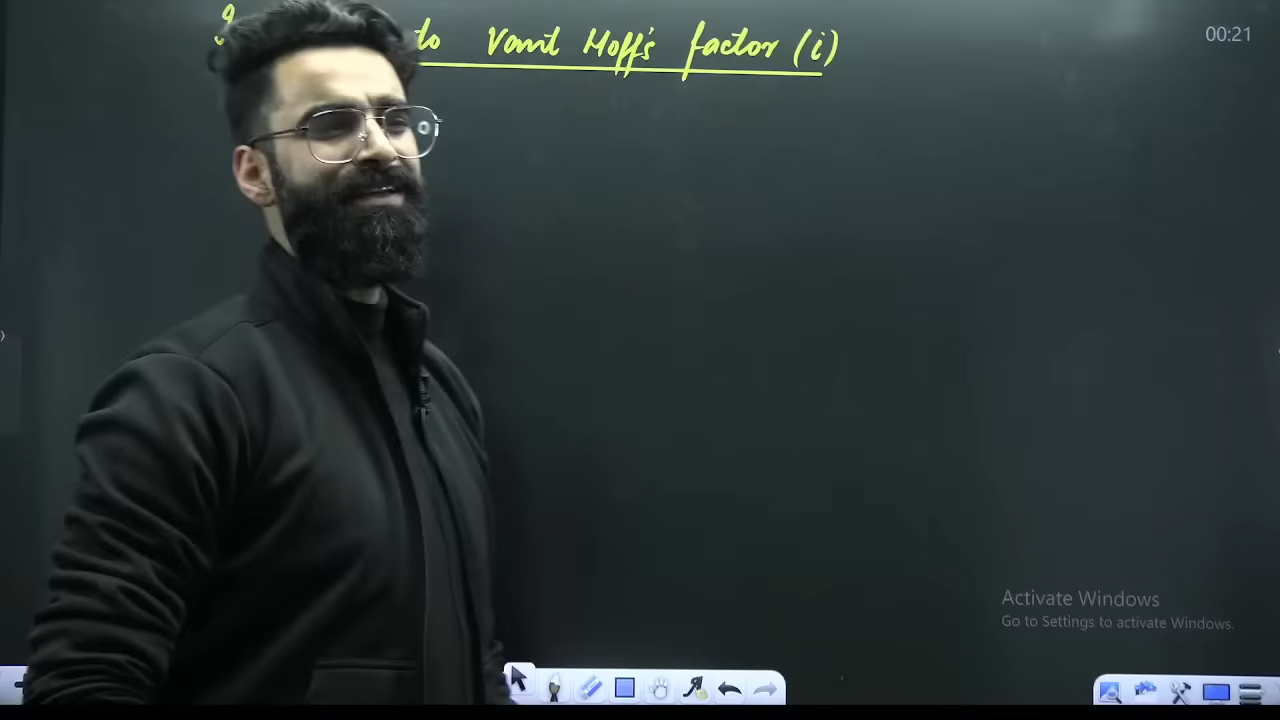 to Vant Hoff's factor (i)
00:21
Activate Windows
Go to Settings to activate Windows.